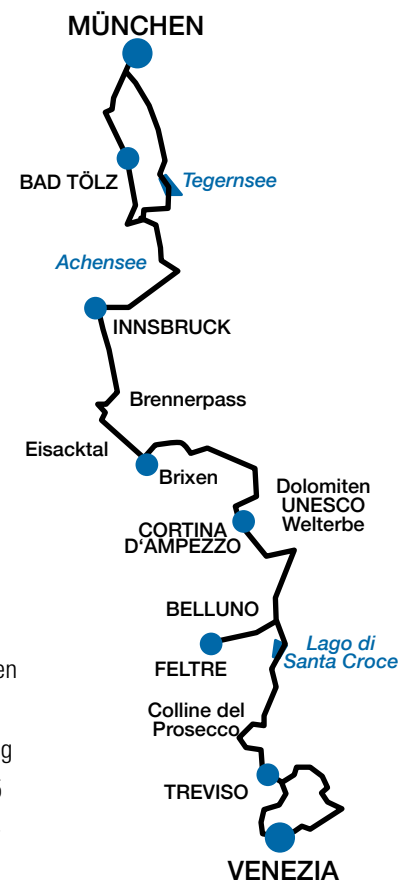 MÜNCHEN
BAD TÖLZ
Tegernsee
Achensee
INNSBRUCK
Brennerpass
Eisacktal
Brixen
Dolomiten
UNESCO
Welterbe
CORTINA
D'AMPEZZO
BELLUNO
Lago di
Santa Croce
FELTRE
en
Colline del
Prosecco
g
TREVISO
VENEZIA